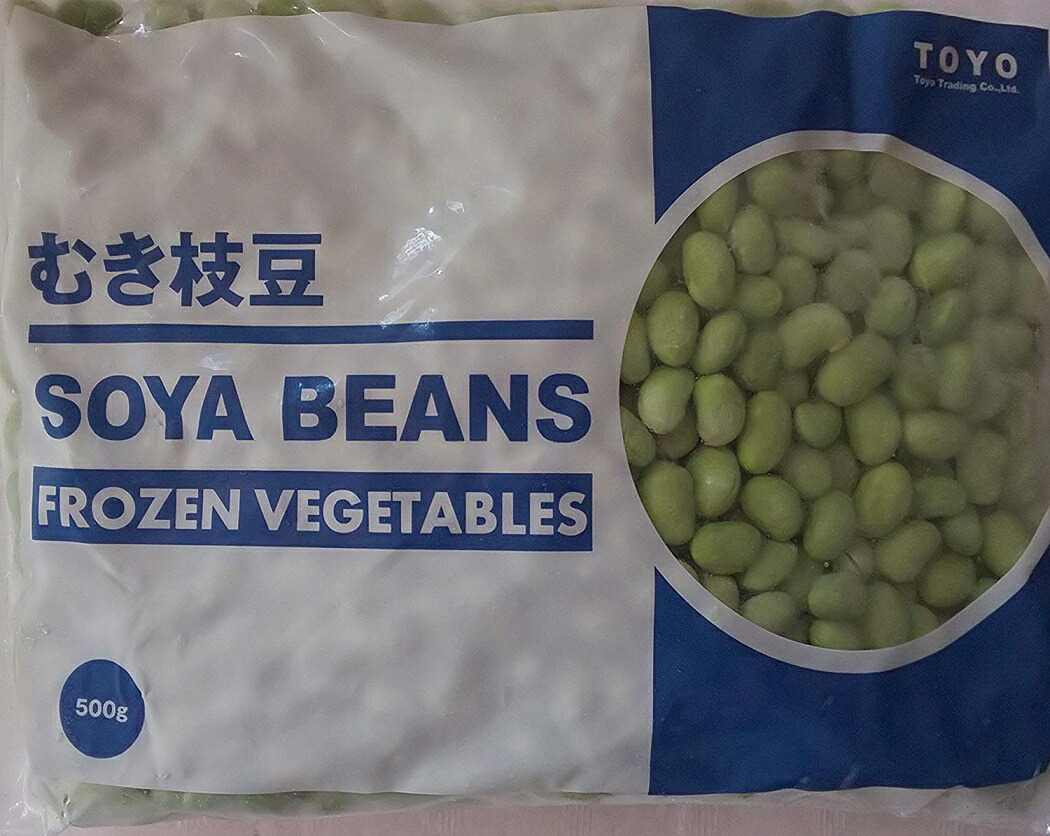 TOYO
Toyo Trading Co.,Ltd.
むき枝豆
SOYA BEANS
FROZEN VEGETABLES
500g